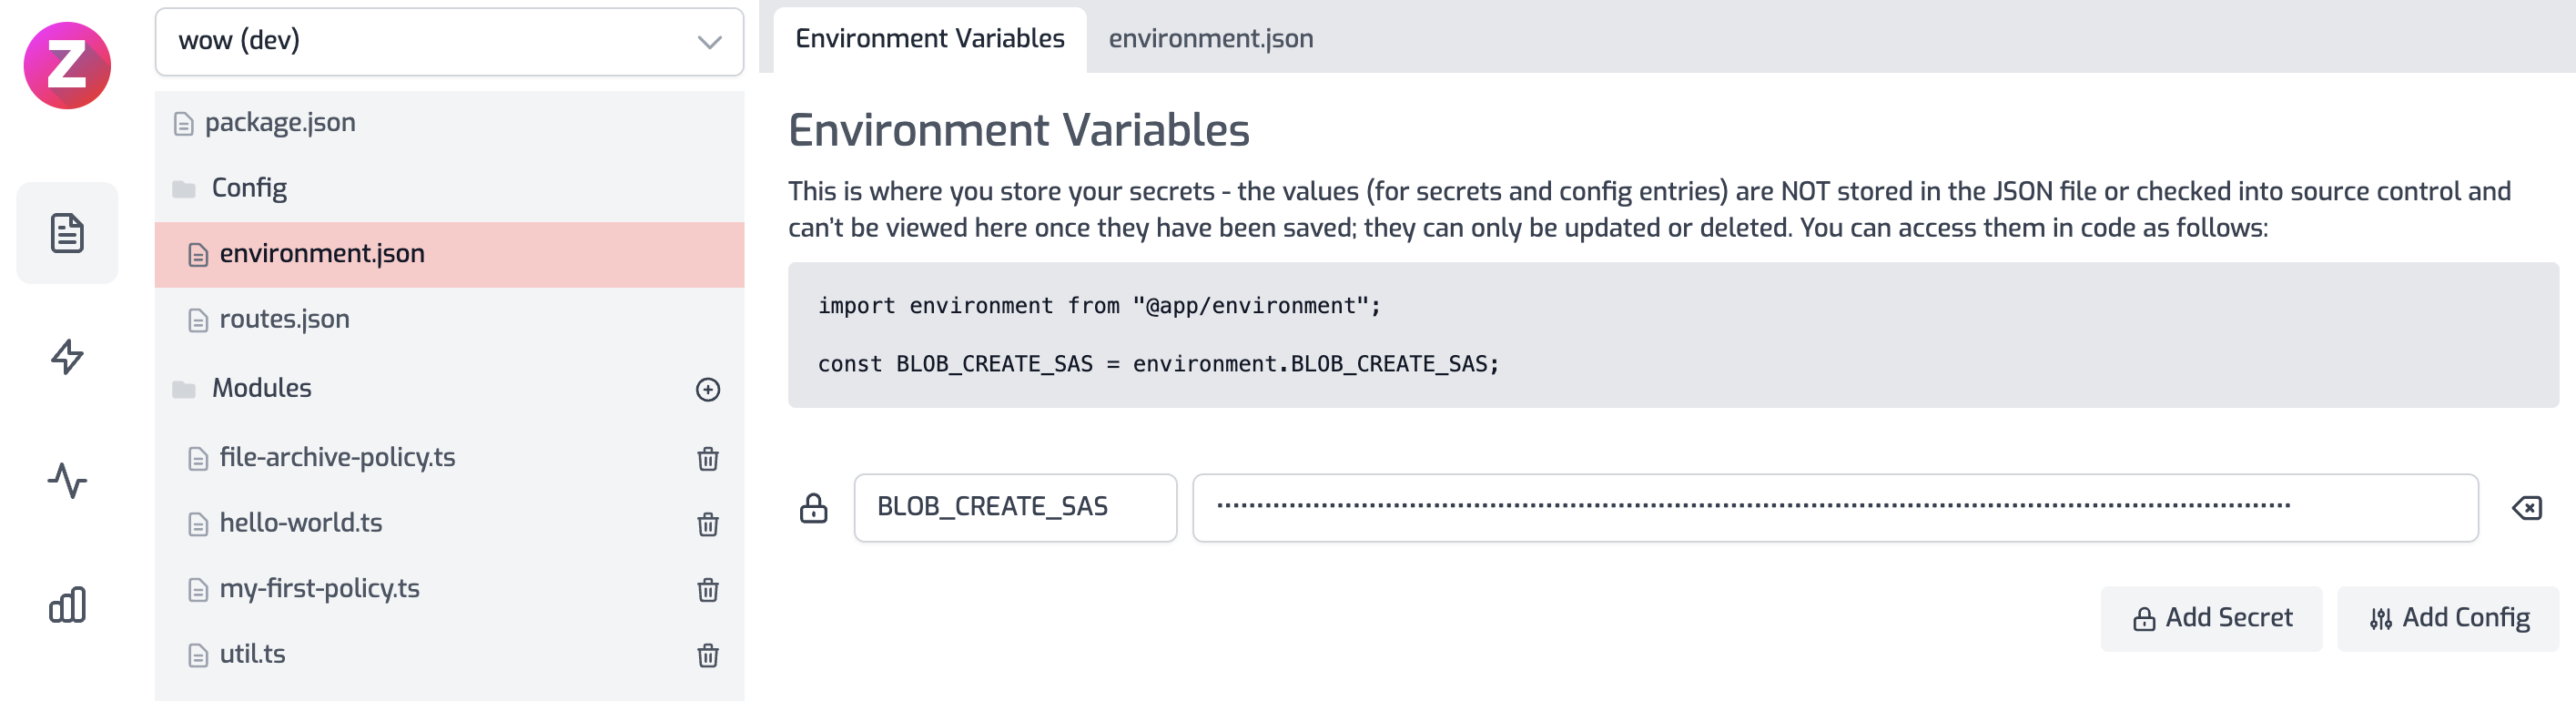 Z
wow (dev)
package.json
Config
environment.json
routes.json
Modules
file-archive-policy.ts
hello-world.ts
my-first-policy.ts
util.ts
Environment Variables
environment.json
Environment Variables
This is where you store your secrets - the values (for secrets and config entries) are NOT stored in the JSON file or checked into source control and
can't be viewed here once they have been saved; they can only be updated or deleted. You can access them in code as follows:
import environment from "@app/environment";
const BLOB_CREATE_SAS = environment.BLOB_CREATE_SAS;
BLOB_CREATE_SAS
Add Secret
Add Config